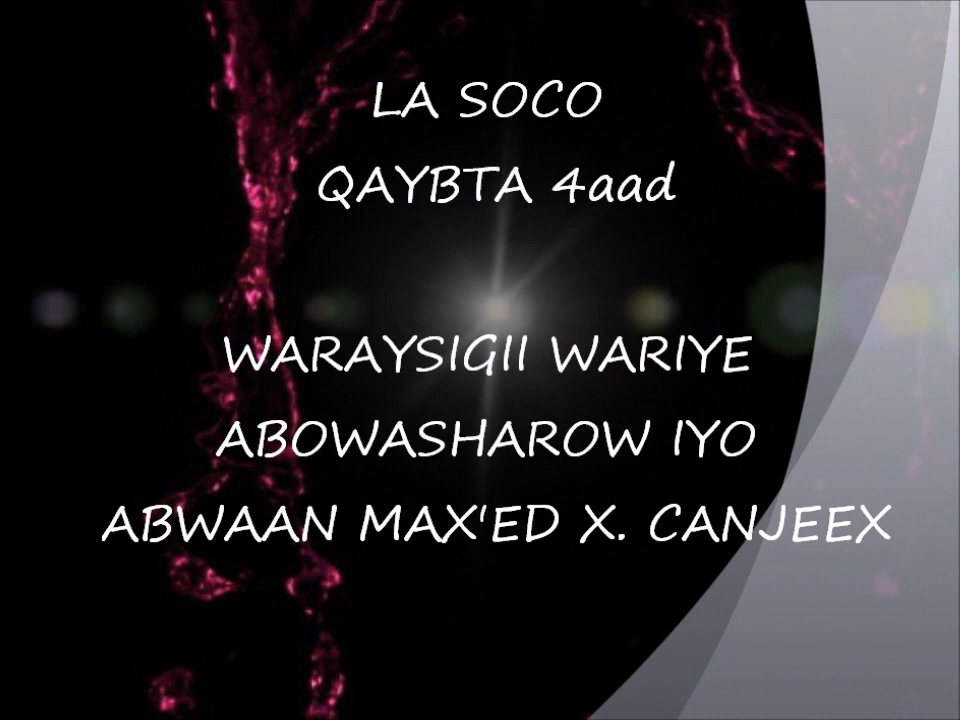 LA SOCO
QAYBTA 4aad
WARAYSIGII WARIYE
ABOWASHAROW IYO
ABWAAN MAX'ED X. CANJEEX